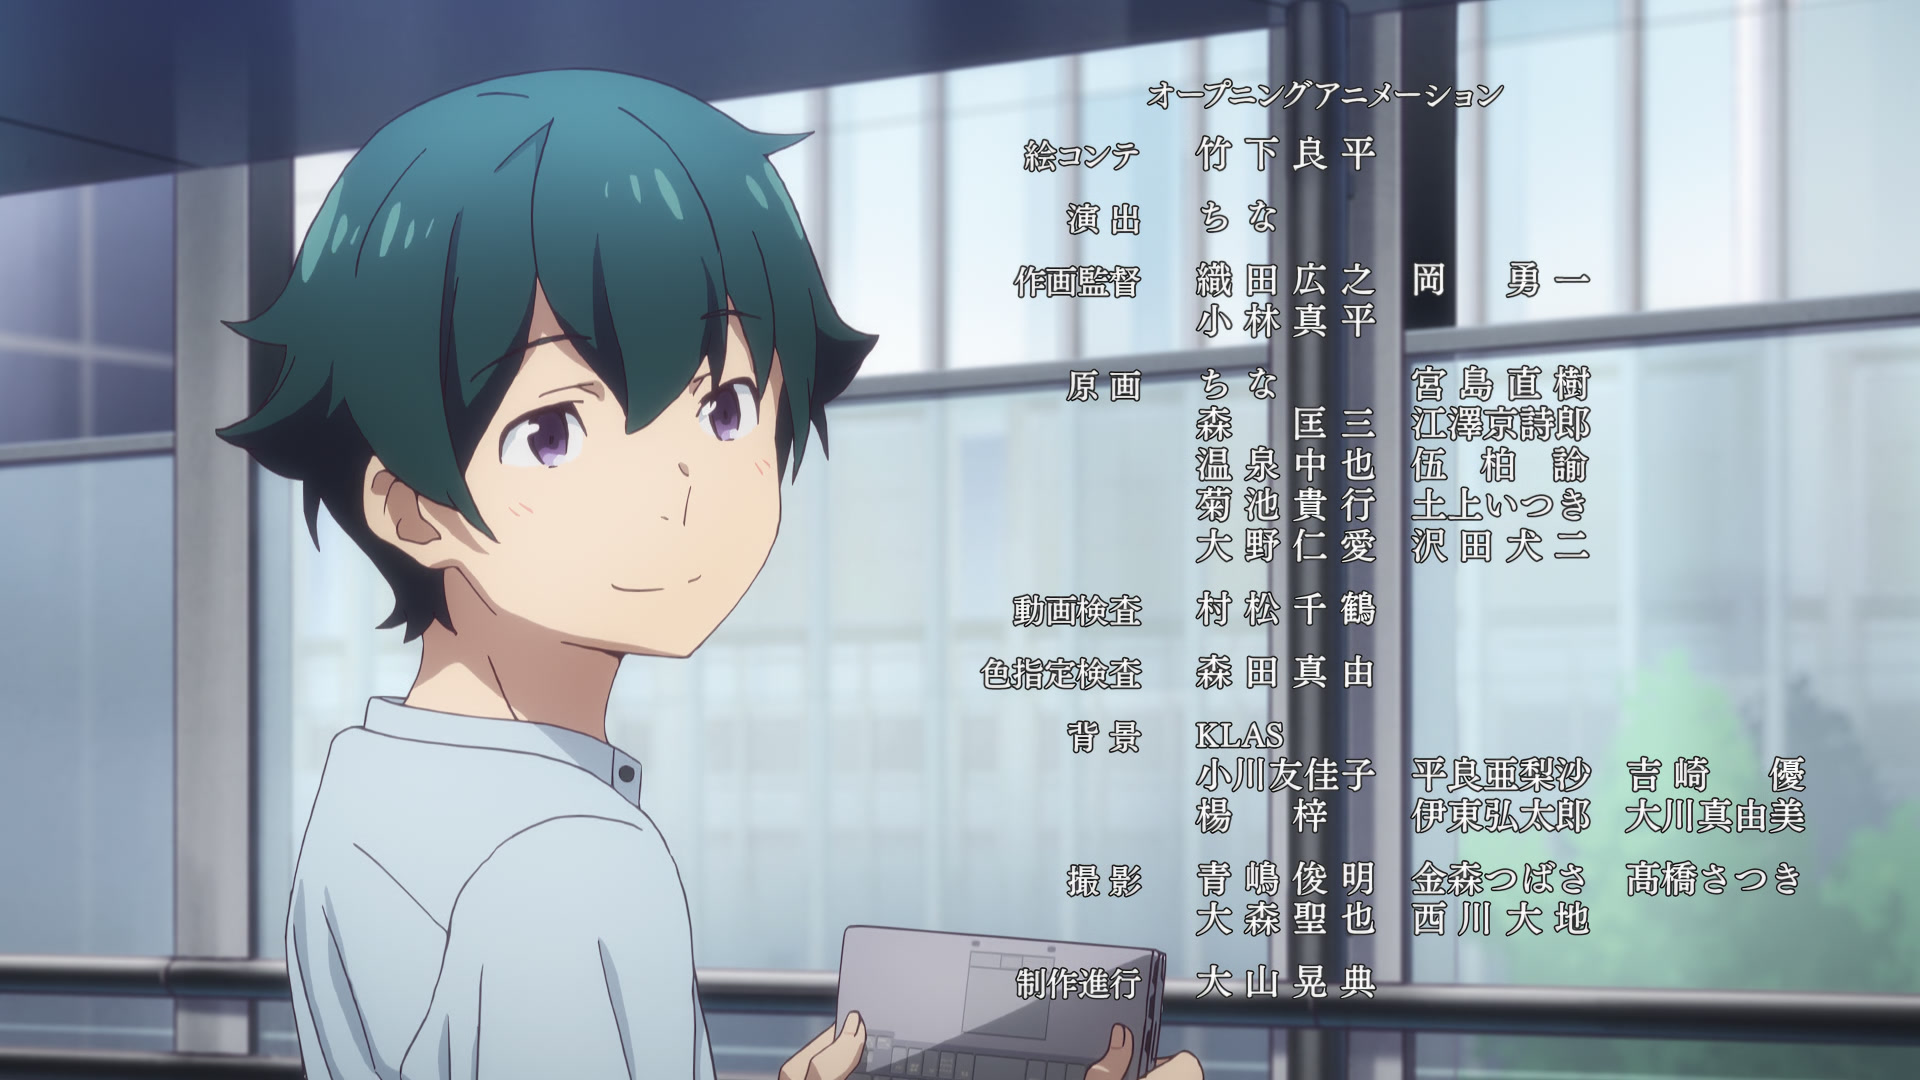 オープニングアニメーション
絵コンテ 竹下良平
演出 ちな
作画監督 織田広之 岡勇一
小林真平
原画 ちな 宮島直樹
森匡三 江澤京詩郎
温泉中也 伍柏諭
菊池貴行 土上いつき
大野仁愛 沢田犬二
動画検査 村松千鶴
色指定検査 森田真由
背景 KLAS
小川友佳子 平良亜梨沙 吉崎優
楊梓 伊東弘太郎 大川真由美
撮影 青嶋俊明 金森つばさ 髙橋さつき
大森聖也 西川大地
制作進行 大山晃典